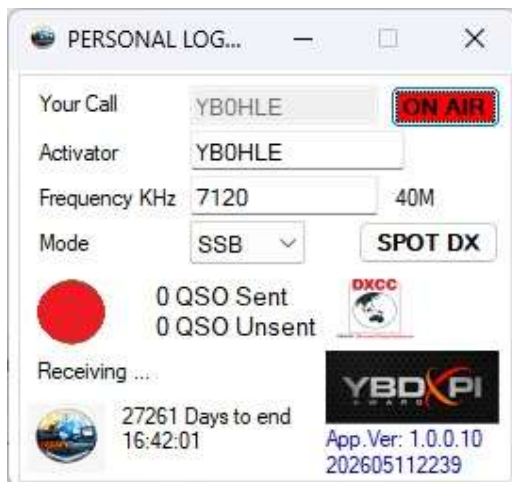 PERSONAL LOG...
Your Call YB0HLE ON AIR
Activator YB0HLE
Frequency KHz 7120 40M
Mode SSB SPOT DX
0 QSO Sent
0 QSO Unsent
DXCC
Receiving ...
YBDXPI
27261 Days to end
16:42:01
App.Ver: 1.0.0.10
202605112239